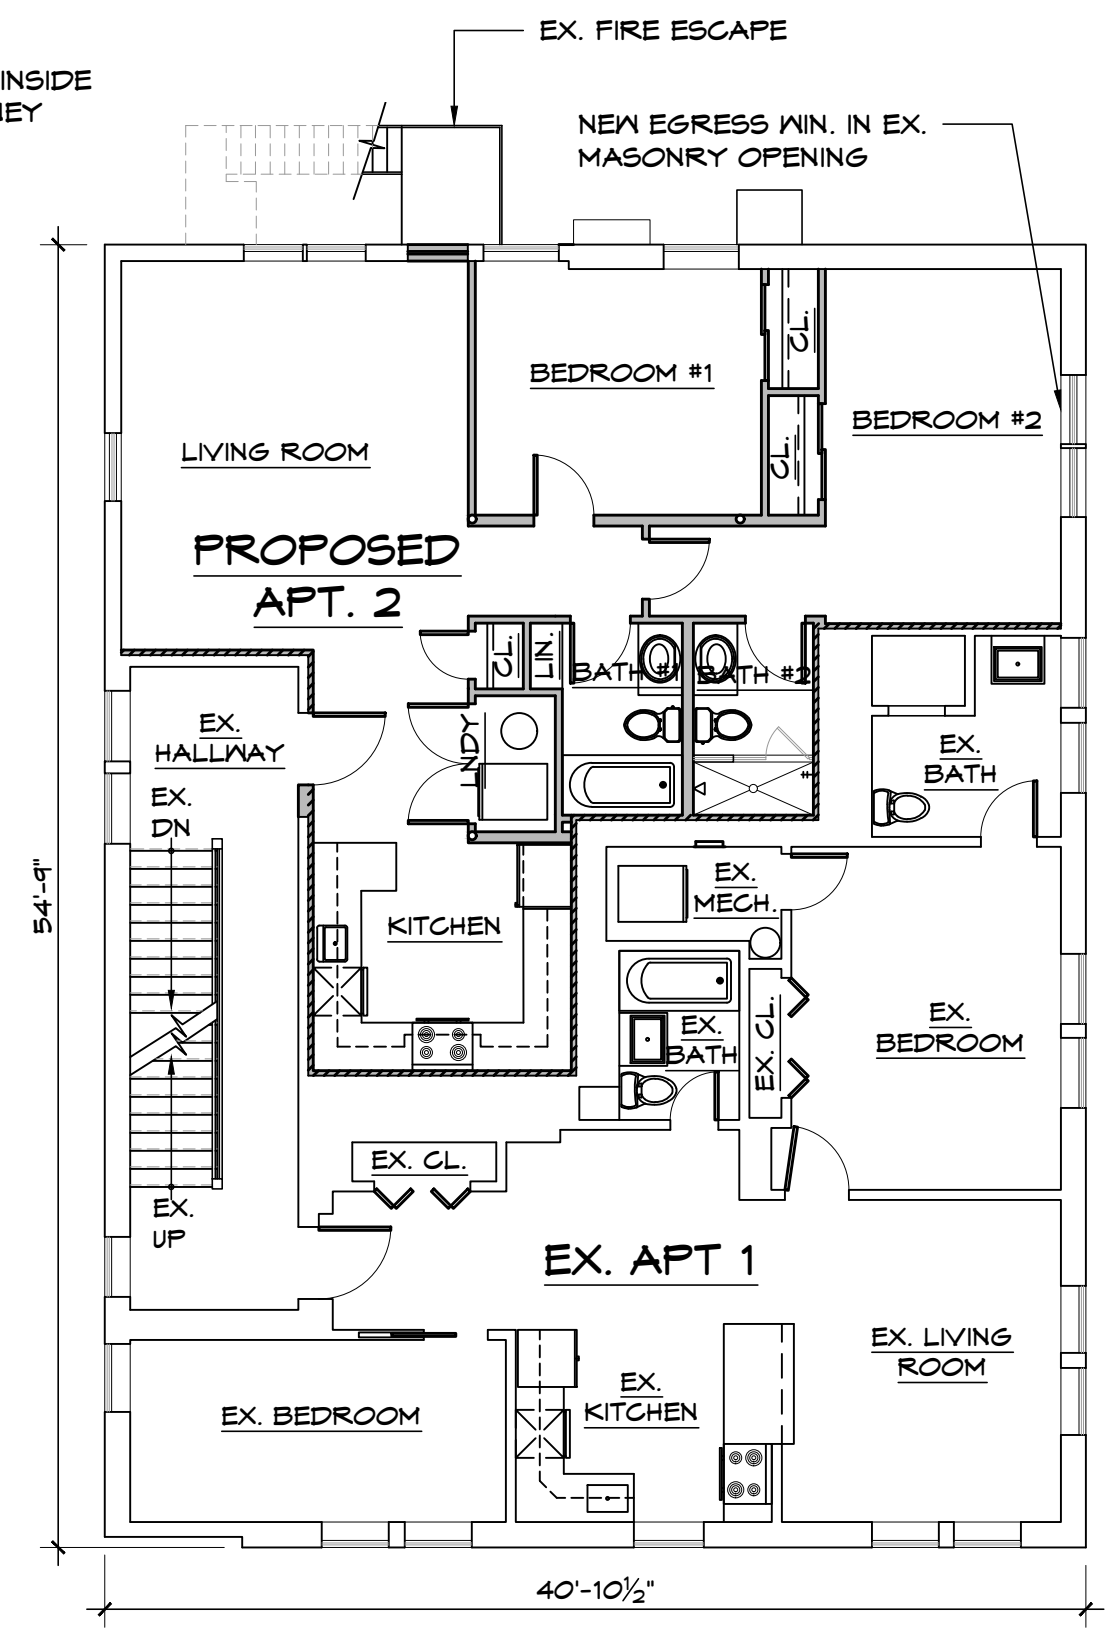 EX. FIRE ESCAPE
INSIDE
NEW EGRESS WIN. IN EX.
MASONRY OPENING
BEDROOM #1
CL.
BEDROOM #2
LIVING ROOM
CL.
PROPOSED
APT. 2
CL.
LIN.
BATH #1
BATH #2
EX.
HALLWAY
LNDY
EX.
BATH
EX.
DN
54'-9"
KITCHEN
EX.
MECH.
EX.
BATH
EX. CL.
EX.
BEDROOM
EX. CL.
EX.
UP
EX. APT 1
EX. LIVING
ROOM
EX.
KITCHEN
EX. BEDROOM
40'-10½"